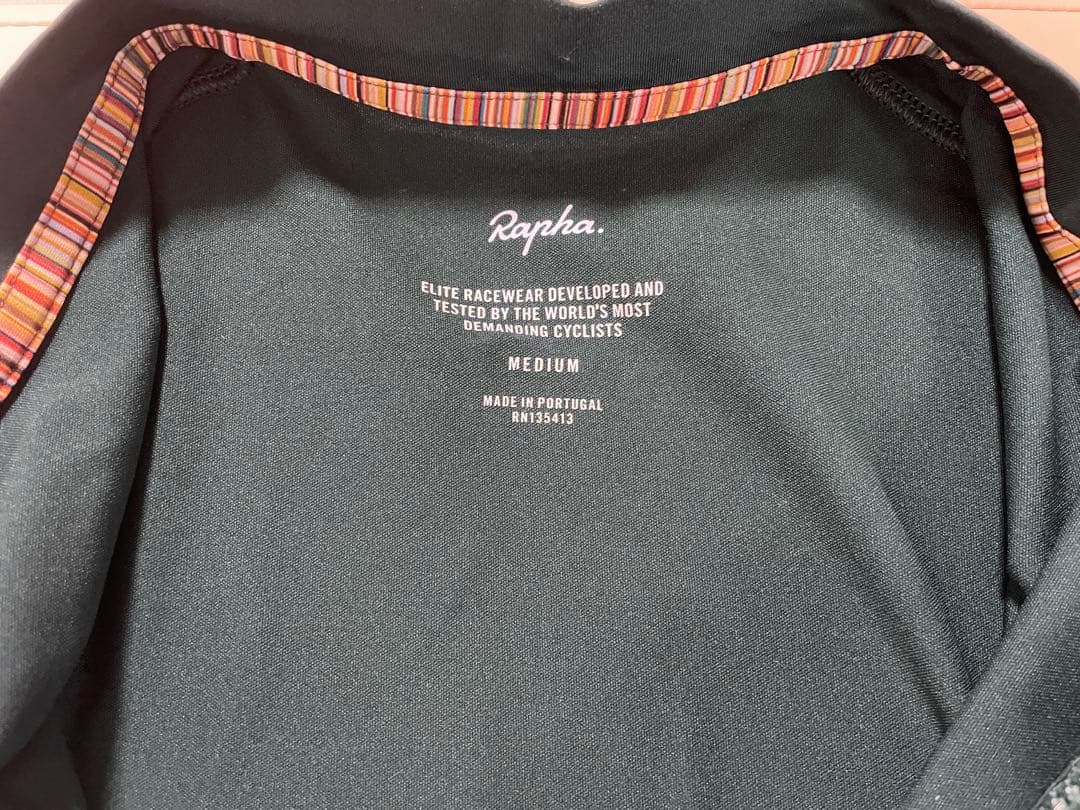 Rapha.
ELITE RACEWEAR DEVELOPED AND
TESTED BY THE WORLD'S MOST
DEMANDING CYCLISTS
MEDIUM
MADE IN PORTUGAL
RN135413